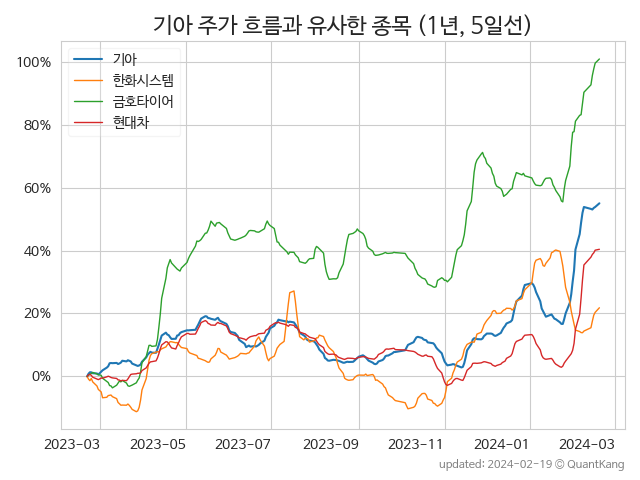 기아 주가 흐름과 유사한 종목 (1년, 5일선)
기아
한화시스템
금호타이어
현대차
100%
80%
60%
40%
20%
0%
2023-03 2023-05 2023-07 2023-09 2023-11 2024-01 2024-03
updated: 2024-02-19 © QuantKang